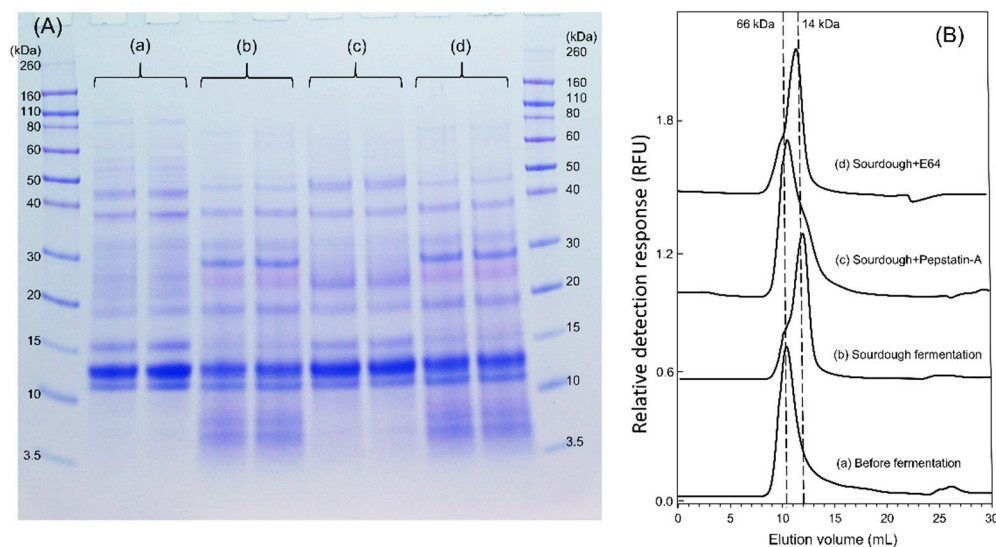 (A)
(a) (b) (c) (d)
(kDa)
260
160
110
80
60
50
40
30
20
15
10
3.5
(kDa)
260
160
110
80
60
50
40
30
20
15
10
3.5
66 kDa 14 kDa
(B)
Relative detection response (RFU)
1.8
1.2
0.6
0.0
(d) Sourdough+E64
(c) Sourdough+Pepstatin-A
(b) Sourdough fermentation
(a) Before fermentation
0 5 10 15 20 25 30
Elution volume (mL)